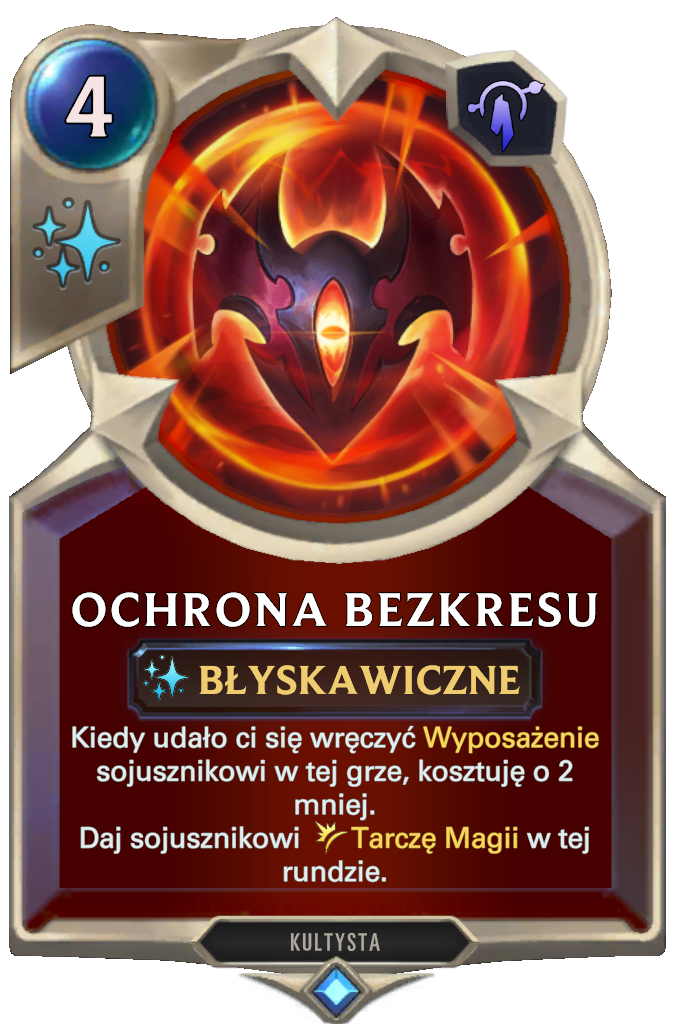 4
OCHRONA BEZKRESU
BŁYSKAWICZNE
Kiedy udało ci się wręczyć Wyposażenie
sojusznikowi w tej grze, kosztuję o 2
mniej.
Daj sojusznikowi Tarczę Magii w tej
rundzie.
KULTYSTA